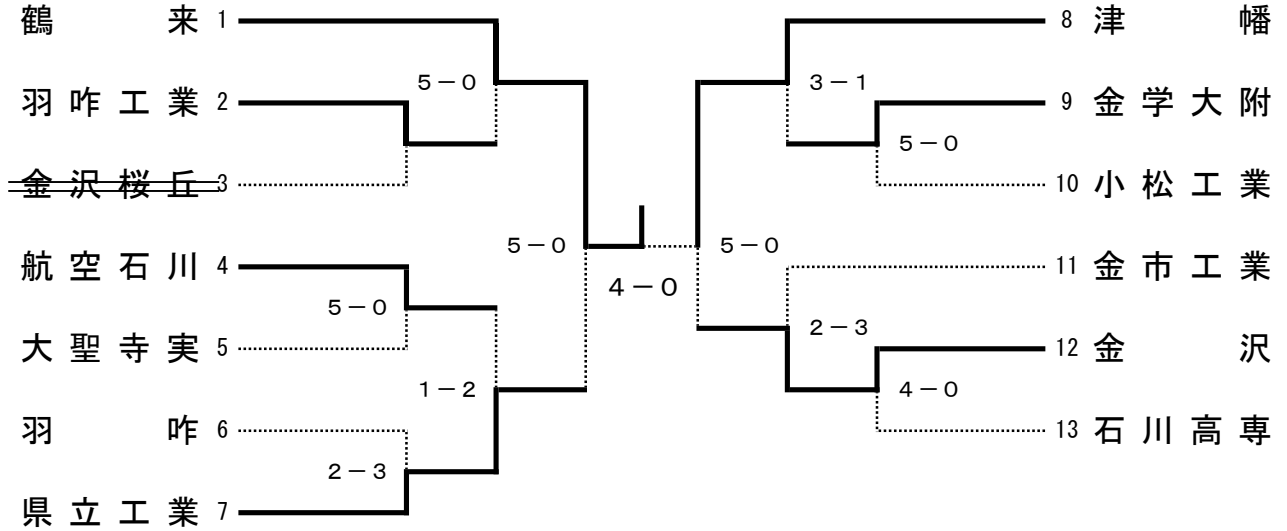 鶴来 1
5－0
羽咋工業 2
金沢桜丘 3
航空石川 4
5－0
大聖寺実 5
1－2
羽咋 6
2－3
県立工業 7
5－0
4－0
5－0
8 津幡
3－1
9 金学大附
5－0
10 小松工業
11 金市工業
2－3
12 金沢
4－0
13 石川高専